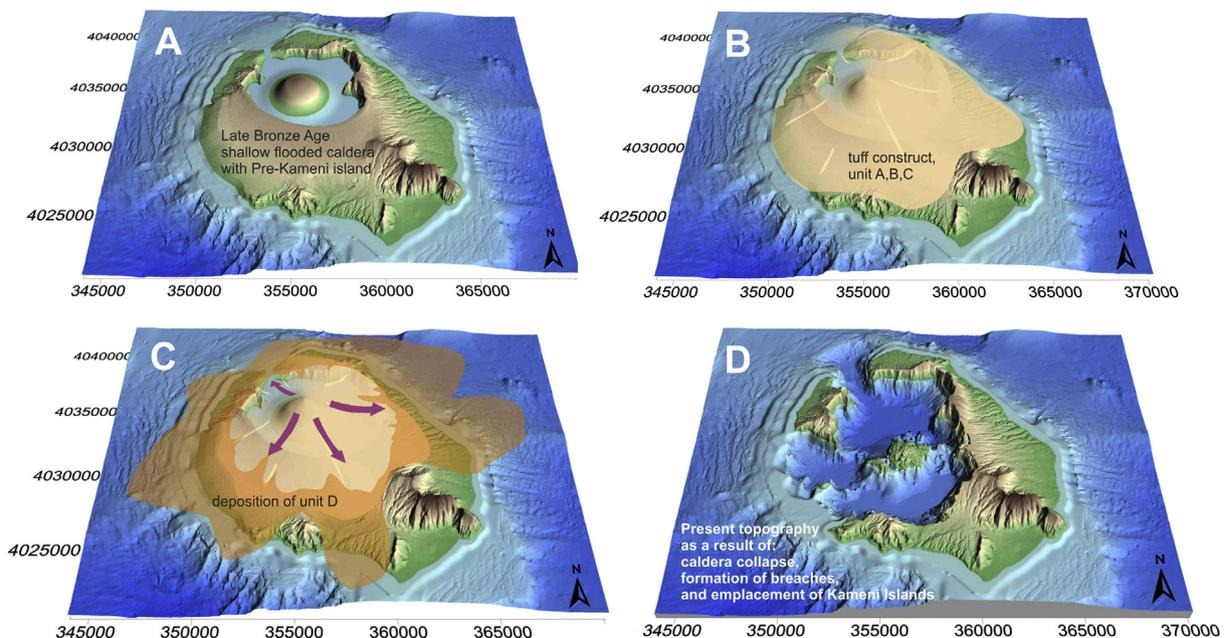 A
4040000
4035000
4030000
4025000
Late Bronze Age
shallow flooded caldera
with Pre-Kameni island
N
345000 350000 355000 360000 365000
B
4040000
4035000
4030000
4025000
tuff construct,
unit A,B,C
N
345000 350000 355000 360000 365000 370000
C
4040000
4035000
4030000
4025000
deposition of unit D
N
345000 350000 355000 360000 365000
D
Present topography
as a result of:
caldera collapse,
formation of breaches,
and emplacement of Kameni Islands
N
345000 350000 355000 360000 365000 370000